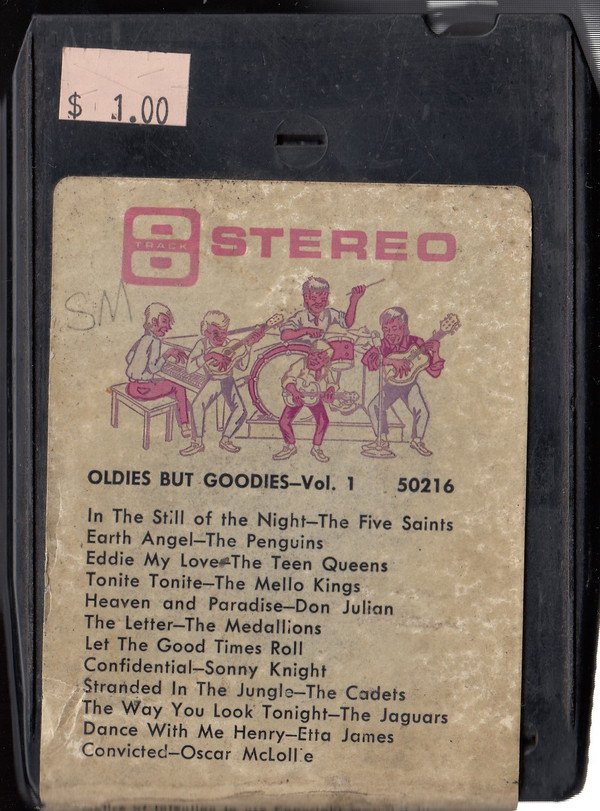 $ 1.00
8 TRACK STEREO
SM
OLDIES BUT GOODIES—Vol. 1 50216
In The Still of the Night—The Five Saints
Earth Angel—The Penguins
Eddie My Love—The Teen Queens
Tonite Tonite—The Mello Kings
Heaven and Paradise—Don Julian
The Letter—The Medallions
Let The Good Times Roll
Confidential—Sonny Knight
Stranded In The Jungle—The Cadets
The Way You Look Tonight—The Jaguars
Dance With Me Henry—Etta James
Convicted—Oscar McLollie